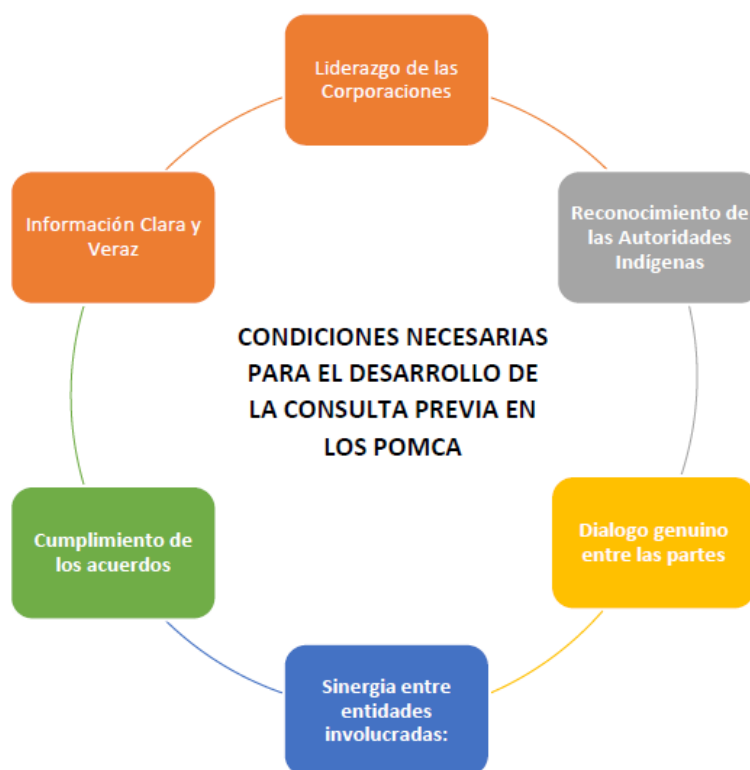 Liderazgo de las
Corporaciones
Información Clara y
Veraz
Reconocimiento de
las Autoridades
Indígenas
CONDICIONES NECESARIAS
PARA EL DESARROLLO DE
LA CONSULTA PREVIA EN
LOS POMCA
Cumplimiento de
los acuerdos
Dialogo genuino
entre las partes
Sinergia entre
entidades
involucradas: